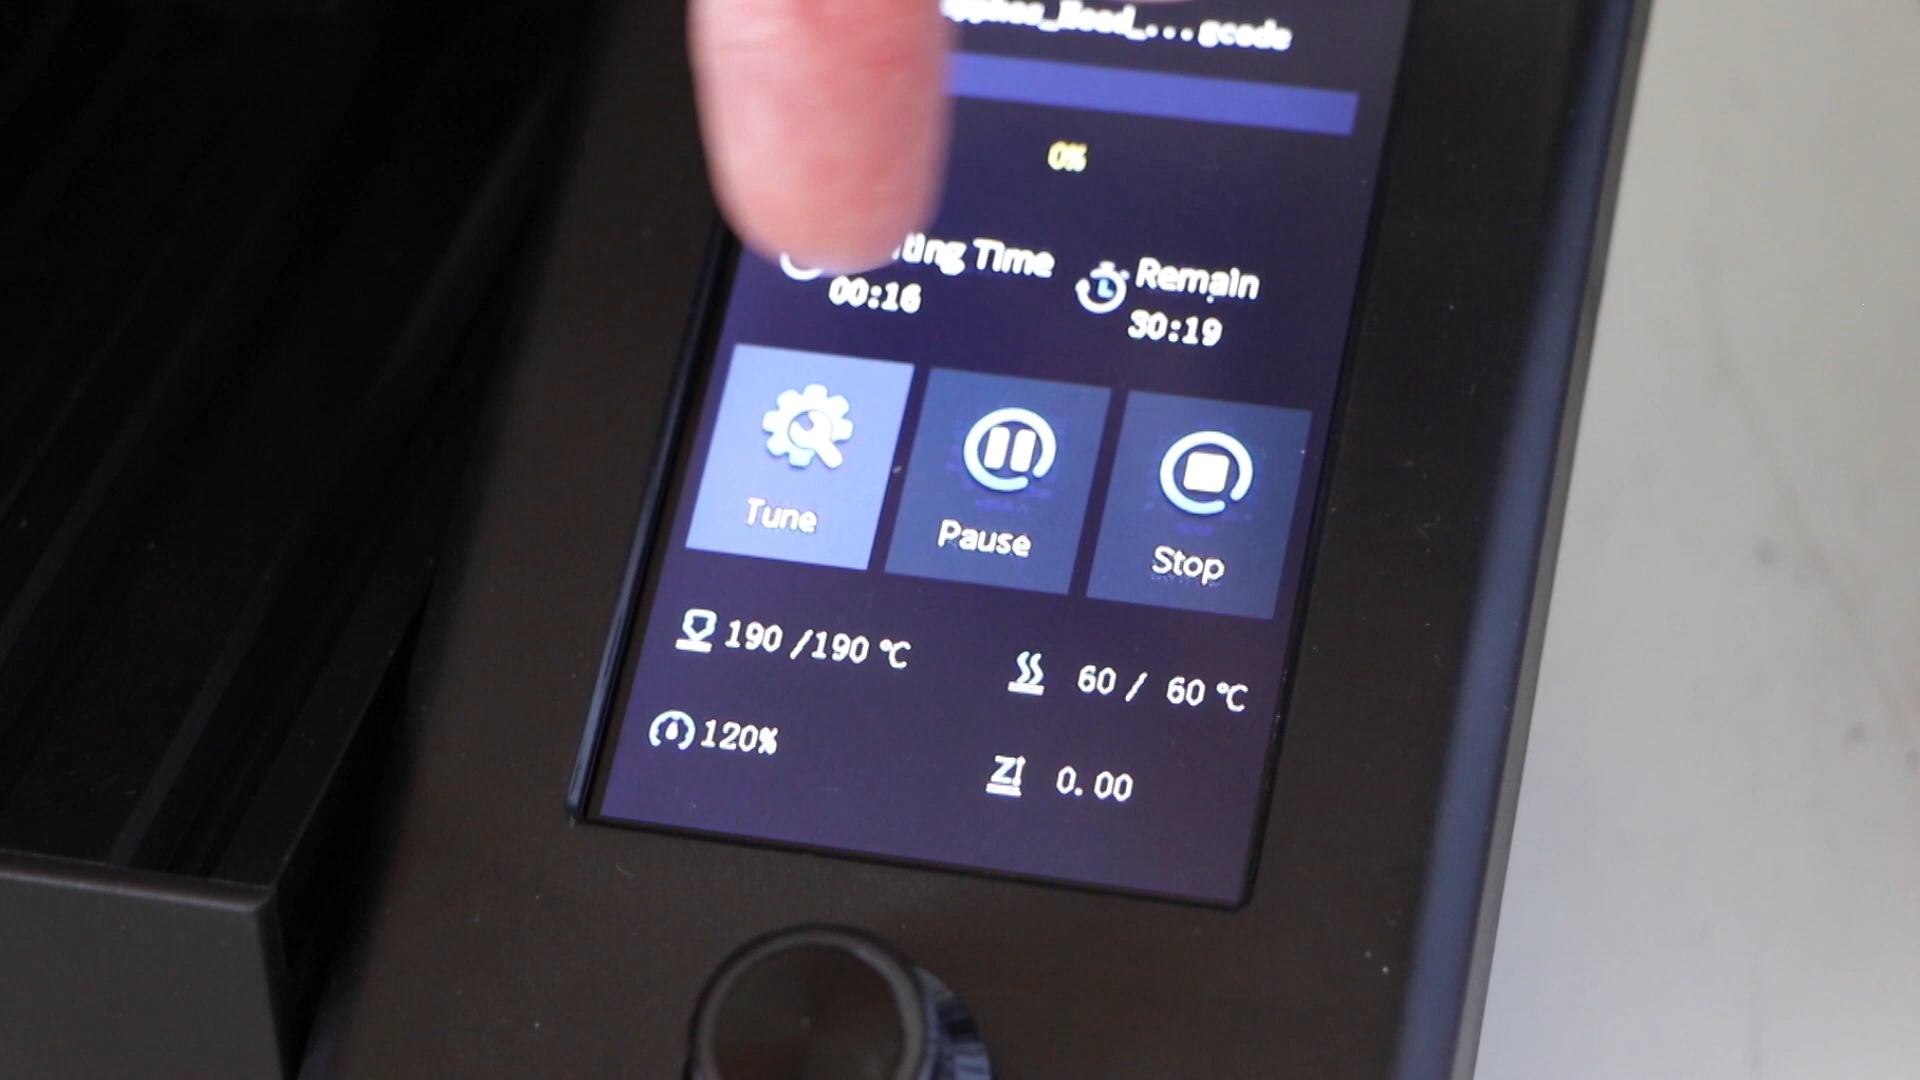 gcode
0%
Time
00:16
Remain
30:19
Tune
Pause
Stop
190 /190 °C
60 / 60 °C
120%
Z 0.00